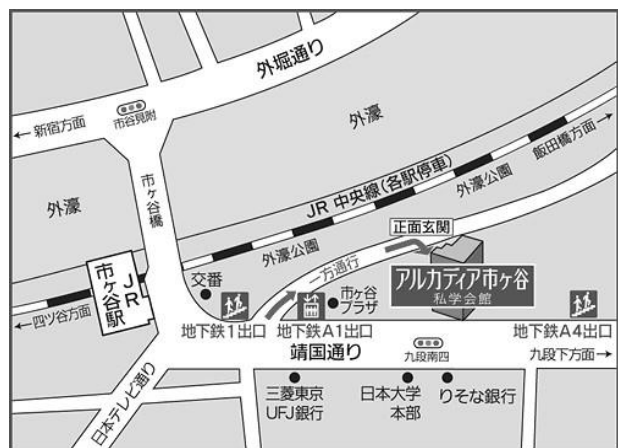 外堀通り
←新宿方面
市谷見附
外濠
飯田橋方面→
外濠
市ヶ谷橋
JR 中央線(各駅停車)
外濠公園
正面玄関
外濠公園
一方通行
アルカディア市ヶ谷
私学会館
JR
市ヶ谷駅
交番
市ヶ谷
プラザ
←四ツ谷方面
地下鉄1出口
地下鉄A1出口
地下鉄A4出口
靖国通り
九段南四
九段下方面→
日本テレビ通り
三菱東京
UFJ銀行
日本大学
本部
りそな銀行